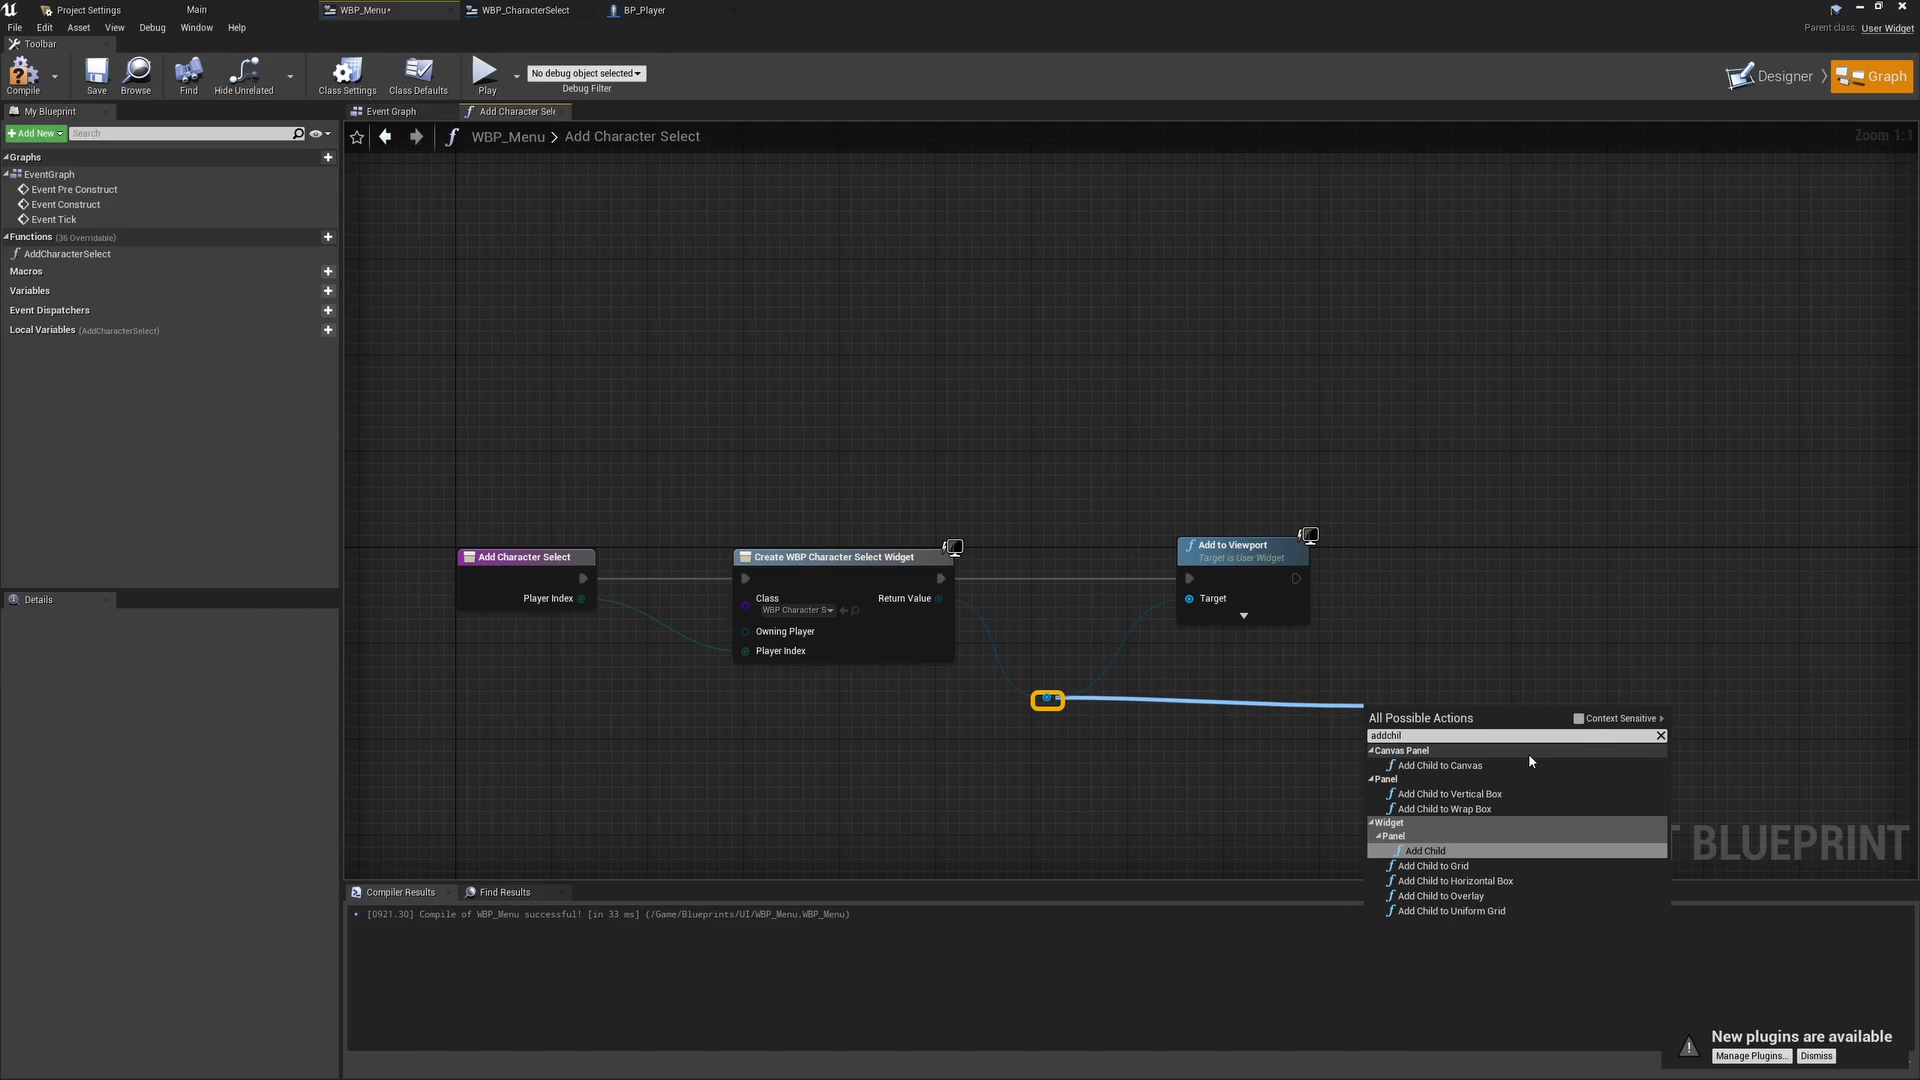 Project Settings
Main
WBP_Menu•
WBP_CharacterSelect
BP_Player
File Edit Asset View Debug Window Help
Parent class: User Widget
Toolbar
Compile
Save
Browse
Find
Hide Unrelated
Class Settings
Class Defaults
Play
No debug object selected
Debug Filter
Designer
Graph
My Blueprint
Event Graph
Add Character Sel
+Add New
Search
WBP_Menu > Add Character Select
Zoom 1:1
Graphs
EventGraph
Event Pre Construct
Event Construct
Event Tick
Functions (36 Overridable)
AddCharacterSelect
Macros
Variables
Event Dispatchers
Local Variables (AddCharacterSelect)
Details
Add Character Select
Player Index
Create WBP Character Select Widget
Class
WBP Character S
Return Value
Owning Player
Player Index
Add to Viewport
Target is User Widget
Target
All Possible Actions
Context Sensitive
addchil
Canvas Panel
Add Child to Canvas
Panel
Add Child to Vertical Box
Add Child to Wrap Box
Widget
Panel
Add Child
Add Child to Grid
Add Child to Horizontal Box
Add Child to Overlay
Add Child to Uniform Grid
BLUEPRINT
Compiler Results
Find Results
• [0921.30] Compile of WBP_Menu successful! [in 33 ms] (/Game/Blueprints/UI/WBP_Menu.WBP_Menu)
New plugins are available
Manage Plugins...
Dismiss